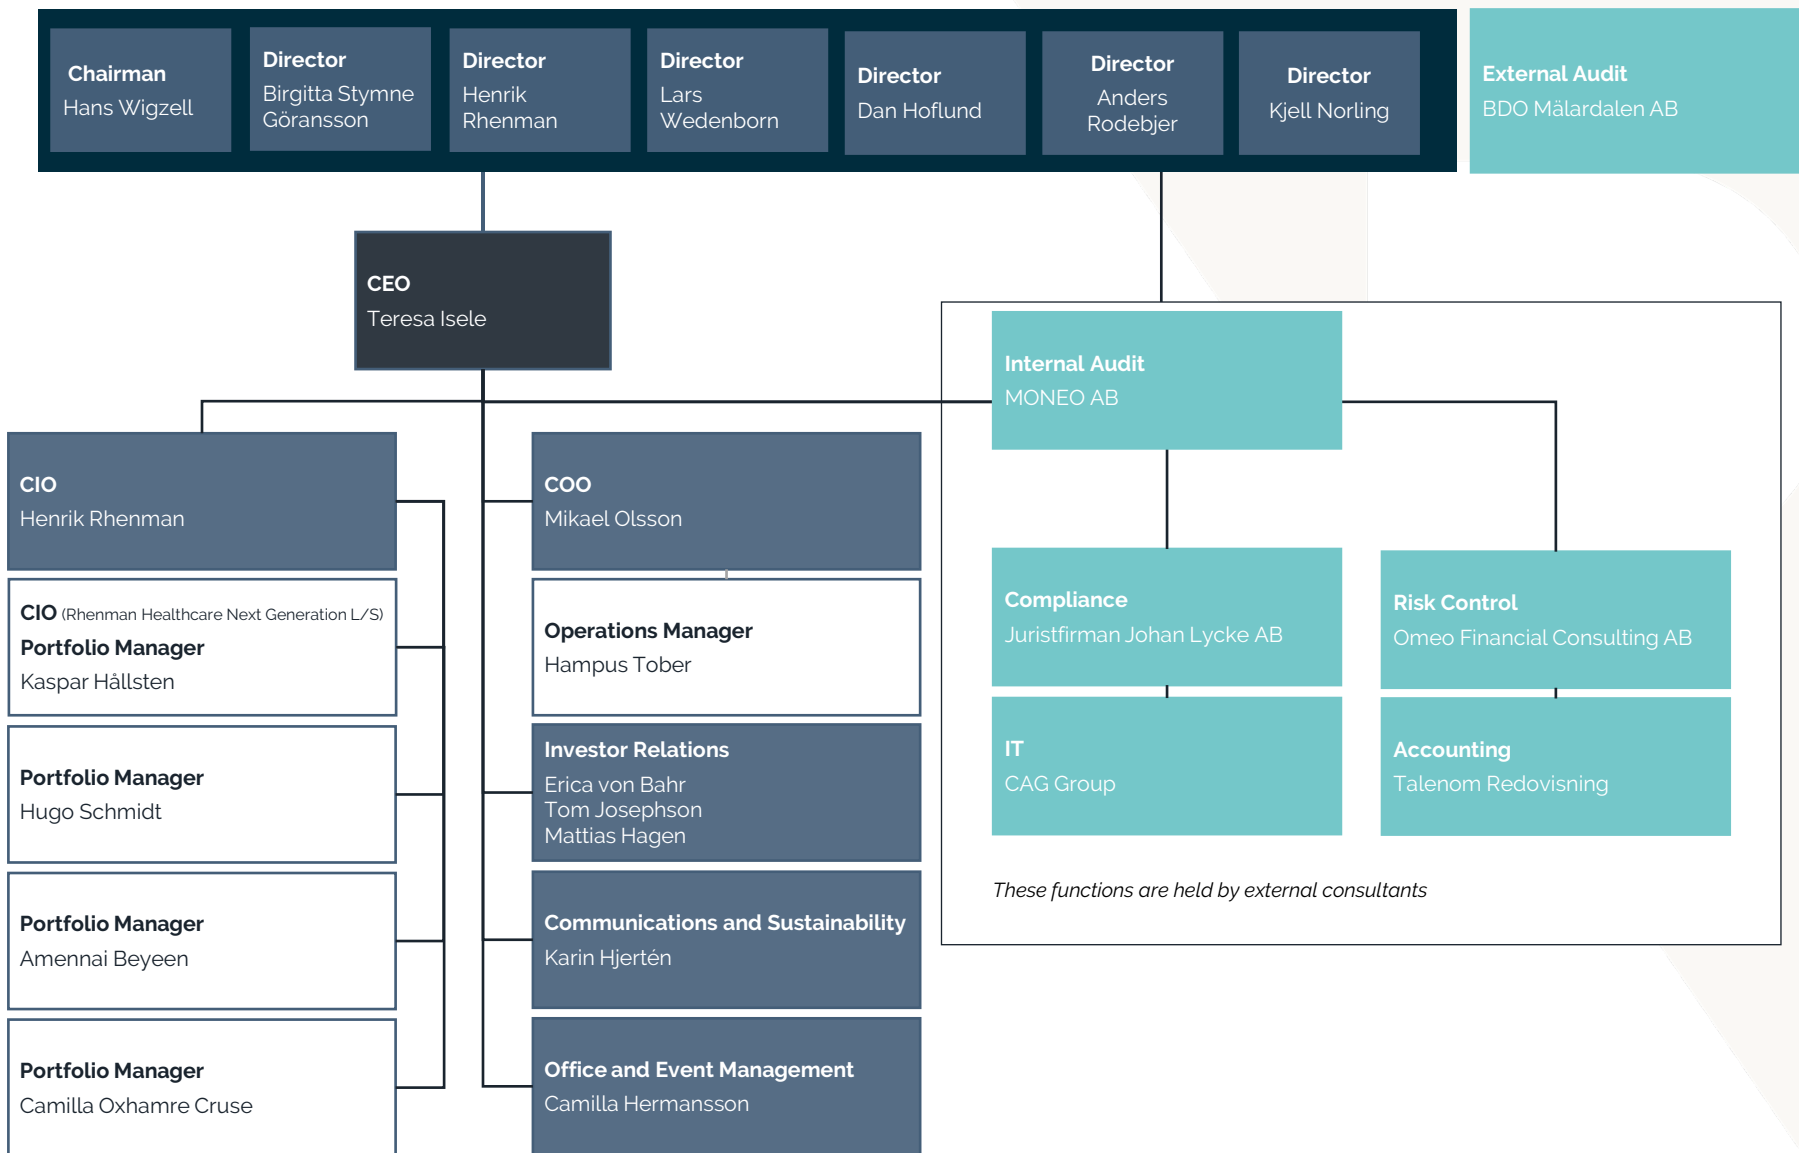 Chairman
Hans Wigzell
Director
Birgitta Stymne
Göransson
Director
Henrik
Rhenman
Director
Lars
Wedenborn
Director
Dan Hoflund
Director
Anders
Rodebjer
Director
Kjell Norling
External Audit
BDO Mälardalen AB
CEO
Teresa Isele
Internal Audit
MONEO AB
CIO
Henrik Rhenman
COO
Mikael Olsson
CIO (Rhenman Healthcare Next Generation L/S)
Portfolio Manager
Kaspar Hållsten
Operations Manager
Hampus Tober
Compliance
Juristfirman Johan Lycke AB
Risk Control
Omeo Financial Consulting AB
Portfolio Manager
Hugo Schmidt
Investor Relations
Erica von Bahr
Tom Josephson
Mattias Hagen
IT
CAG Group
Accounting
Talenom Redovisning
These functions are held by external consultants
Portfolio Manager
Amennai Beyeen
Communications and Sustainability
Karin Hjertén
Portfolio Manager
Camilla Oxhamre Cruse
Office and Event Management
Camilla Hermansson